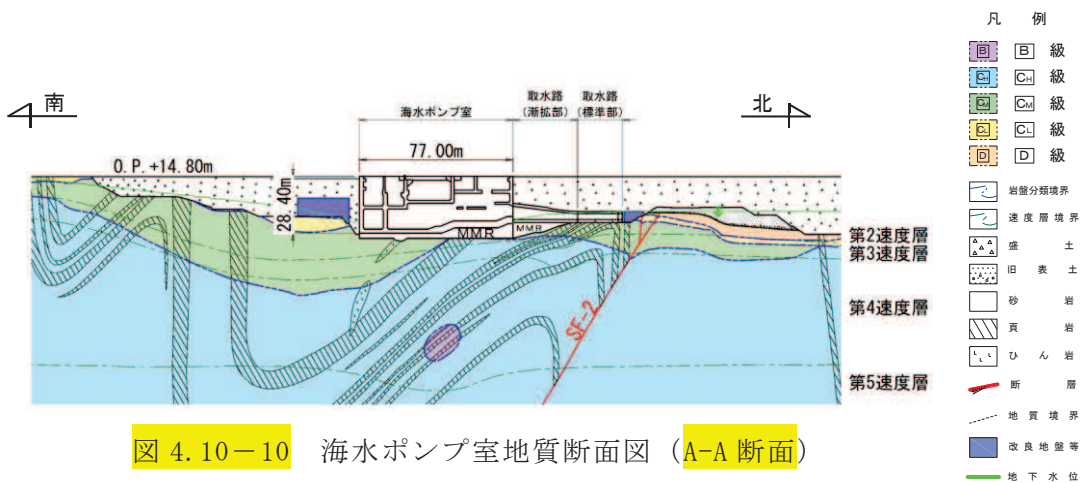 南
海水ポンプ室
取水路
(漸拡部)
取水路
(標準部)
北
O.P.+14.80m
77.00m
28.40m
MMR
MMR
SF-2
第2速度層
第3速度層
第4速度層
第5速度層
図 4.10－10 海水ポンプ室地質断面図（A-A 断面）
凡 例
B B 級
CH CH 級
CM CM 級
CL CL 級
D D 級
岩盤分類境界
速度層境界
盛土
旧表土
砂岩
頁岩
ひん岩
断層
地質境界
改良地盤等
地下水位